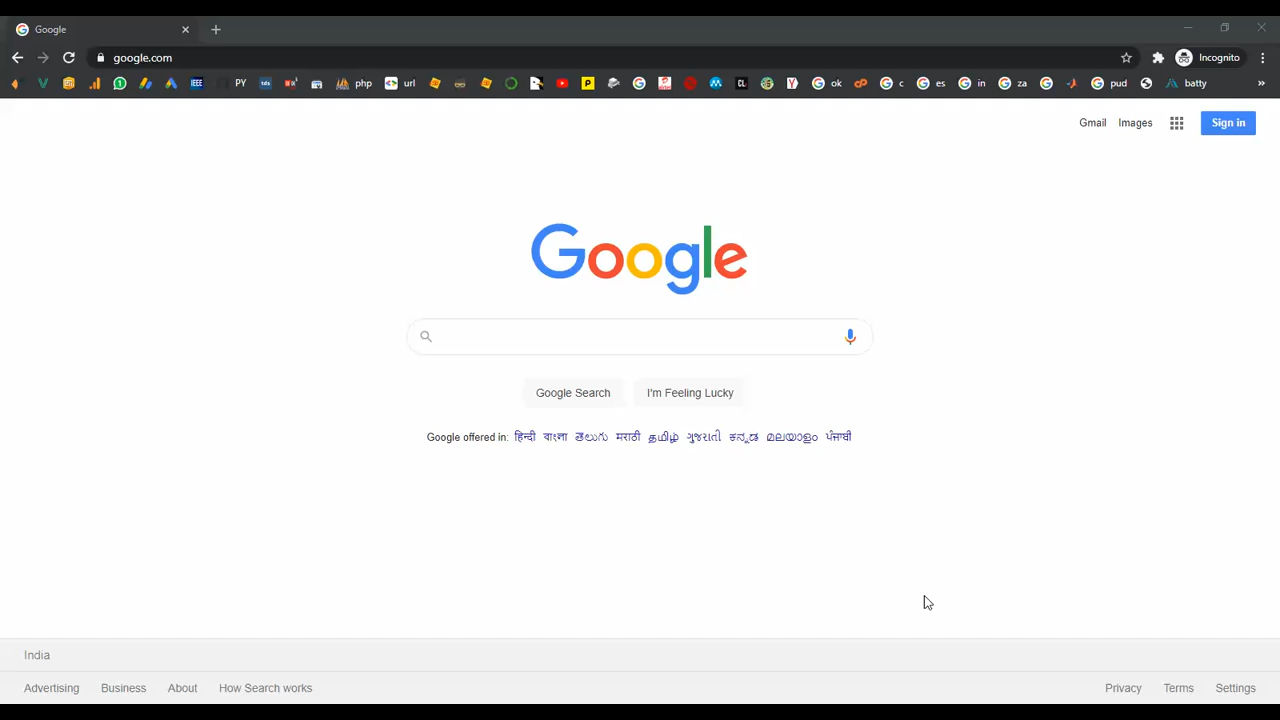 Google
google.com
Incognito
PY php url ok c es in za pud batty
Gmail Images Sign in
Google
Google Search I'm Feeling Lucky
Google offered in: हिन्दी বাংলা తెలుగు मराठी தமிழ் ગુજરાતી ಕನ್ನಡ മലയാളം ਪੰਜਾਬੀ
India
Advertising Business About How Search works
Privacy Terms Settings